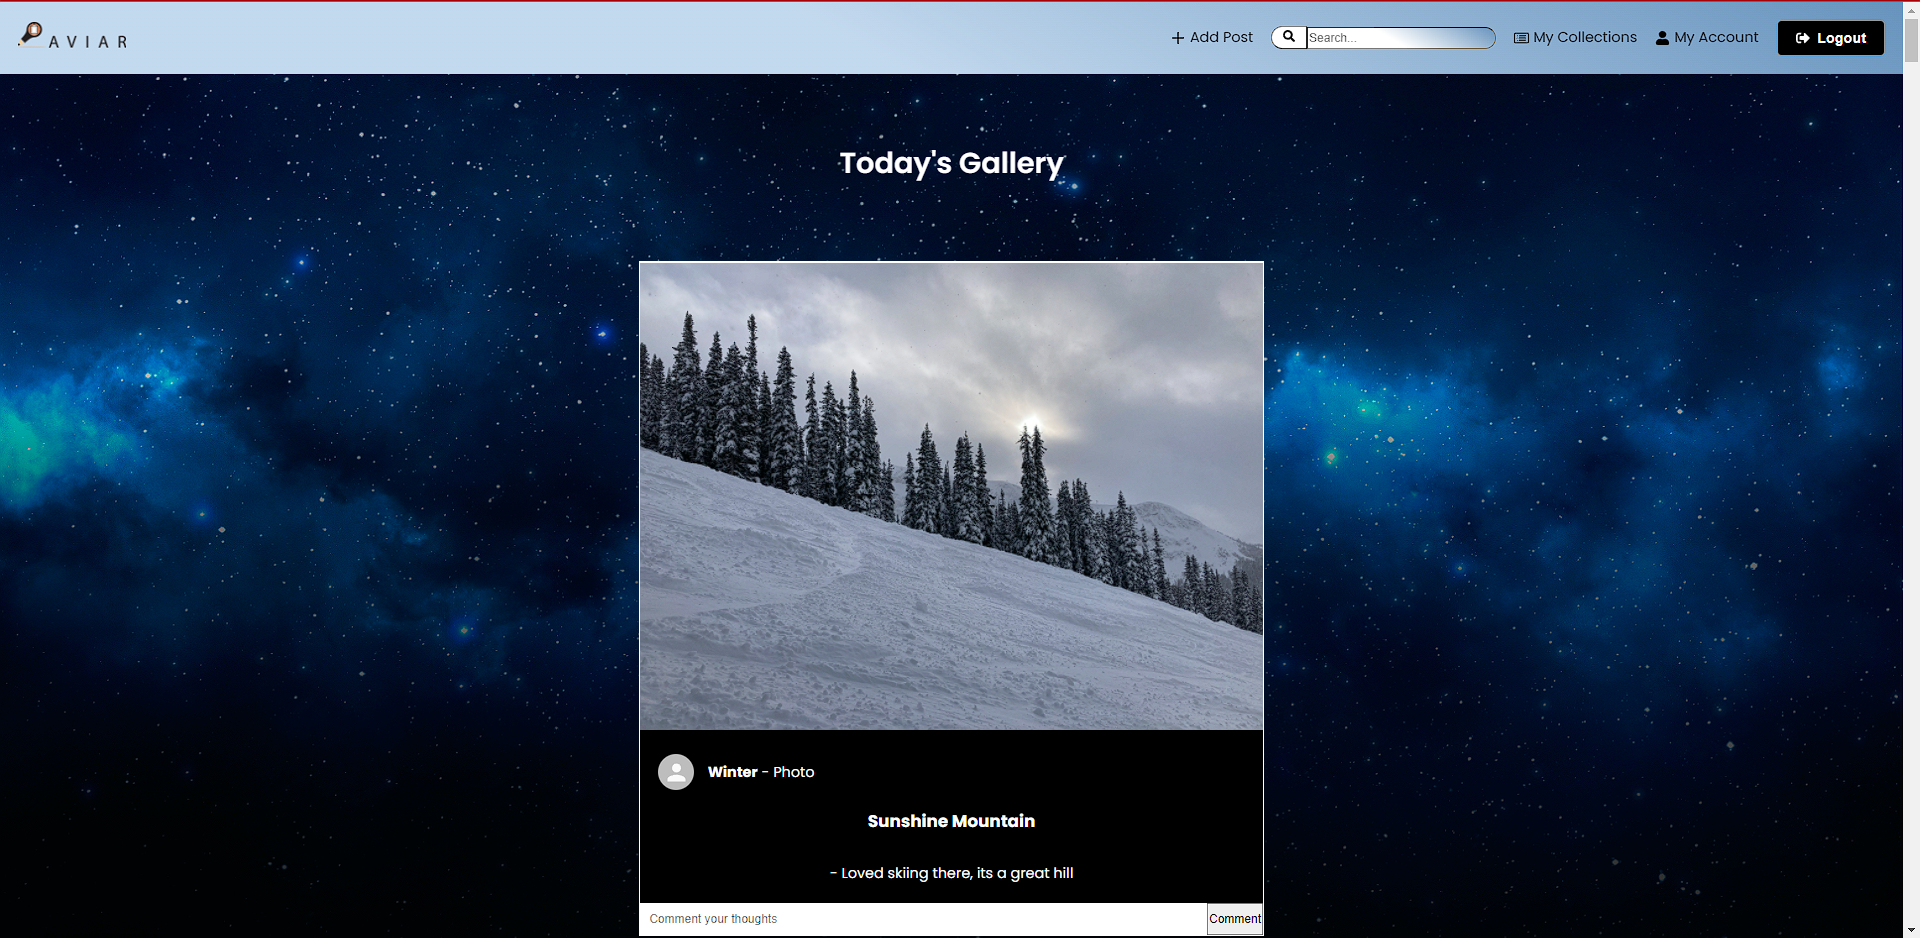 AVIAR
Add Post
Search...
My Collections
My Account
Logout
Today's Gallery
Winter - Photo
Sunshine Mountain
- Loved skiing there, its a great hill
Comment your thoughts
Comment